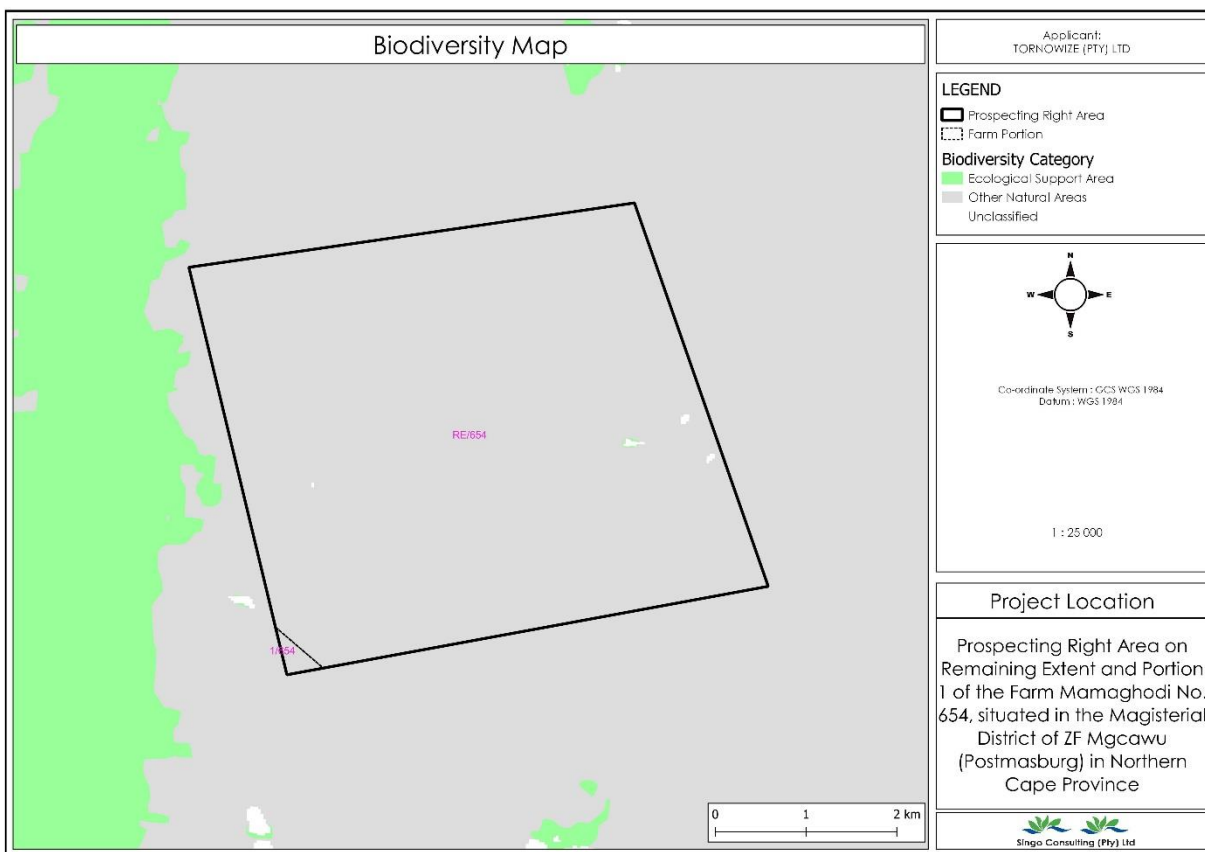 Biodiversity Map
RE/654
1/654
0 1 2 km
Applicant:
TORNOWIZE (PTY) LTD
LEGEND
Prospecting Right Area
Farm Portion
Biodiversity Category
Ecological Support Area
Other Natural Areas
Unclassified
N
W E
S
Co-ordinate System : GCS WGS 1984
Datum : WGS 1984
1 : 25 000
Project Location
Prospecting Right Area on
Remaining Extent and Portion
1 of the Farm Mamaghodi No.
654, situated in the Magisterial
District of ZF Mgcawu
(Postmasburg) in Northern
Cape Province
Singo Consulting (Pty) Ltd